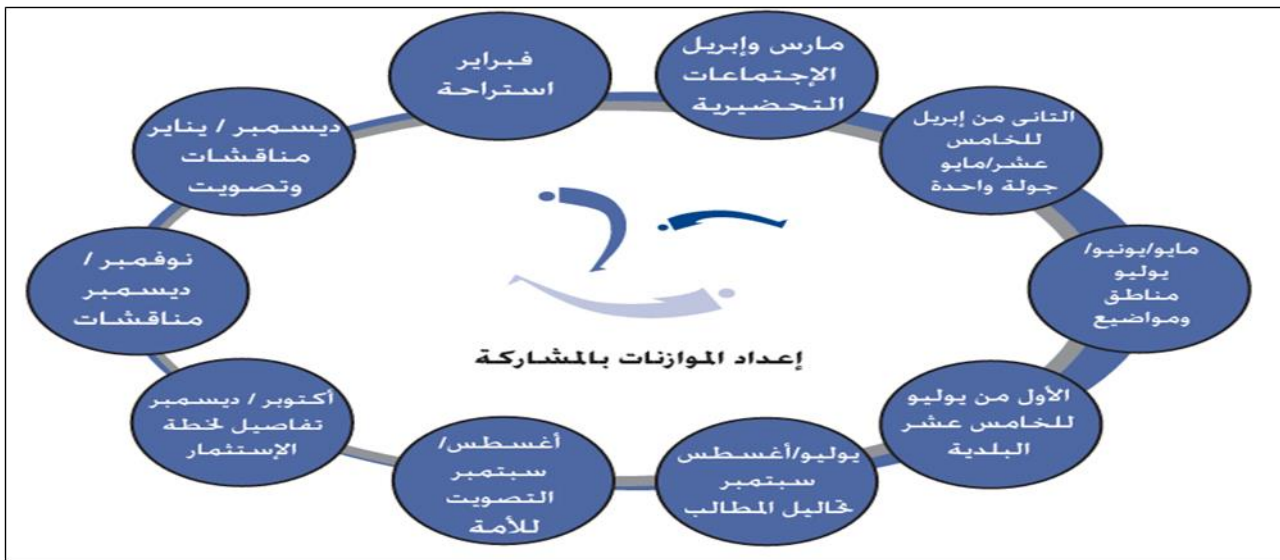 مارس وإبريل
الإجتماعات
التحضيرية
التانى من إبريل
للخامس
عشر/مايو
جولة واحدة
مايو/يونيو/
يوليو
مناطق
ومواضيع
الأول من يوليو
للخامس عشر
البلدية
يوليو/أغسطس
سبتمبر
تحاليل المطالب
أغسطس/
سبتمبر
التصويت
للأمة
أكتوبر / ديسمبر
تفاصيل لخطة
الإستثمار
نوفمبر /
ديسمبر
مناقشات
ديسمبر / يناير
مناقشات
وتصويت
فبراير
استراحة
إعداد الموازنات بالمشاركة